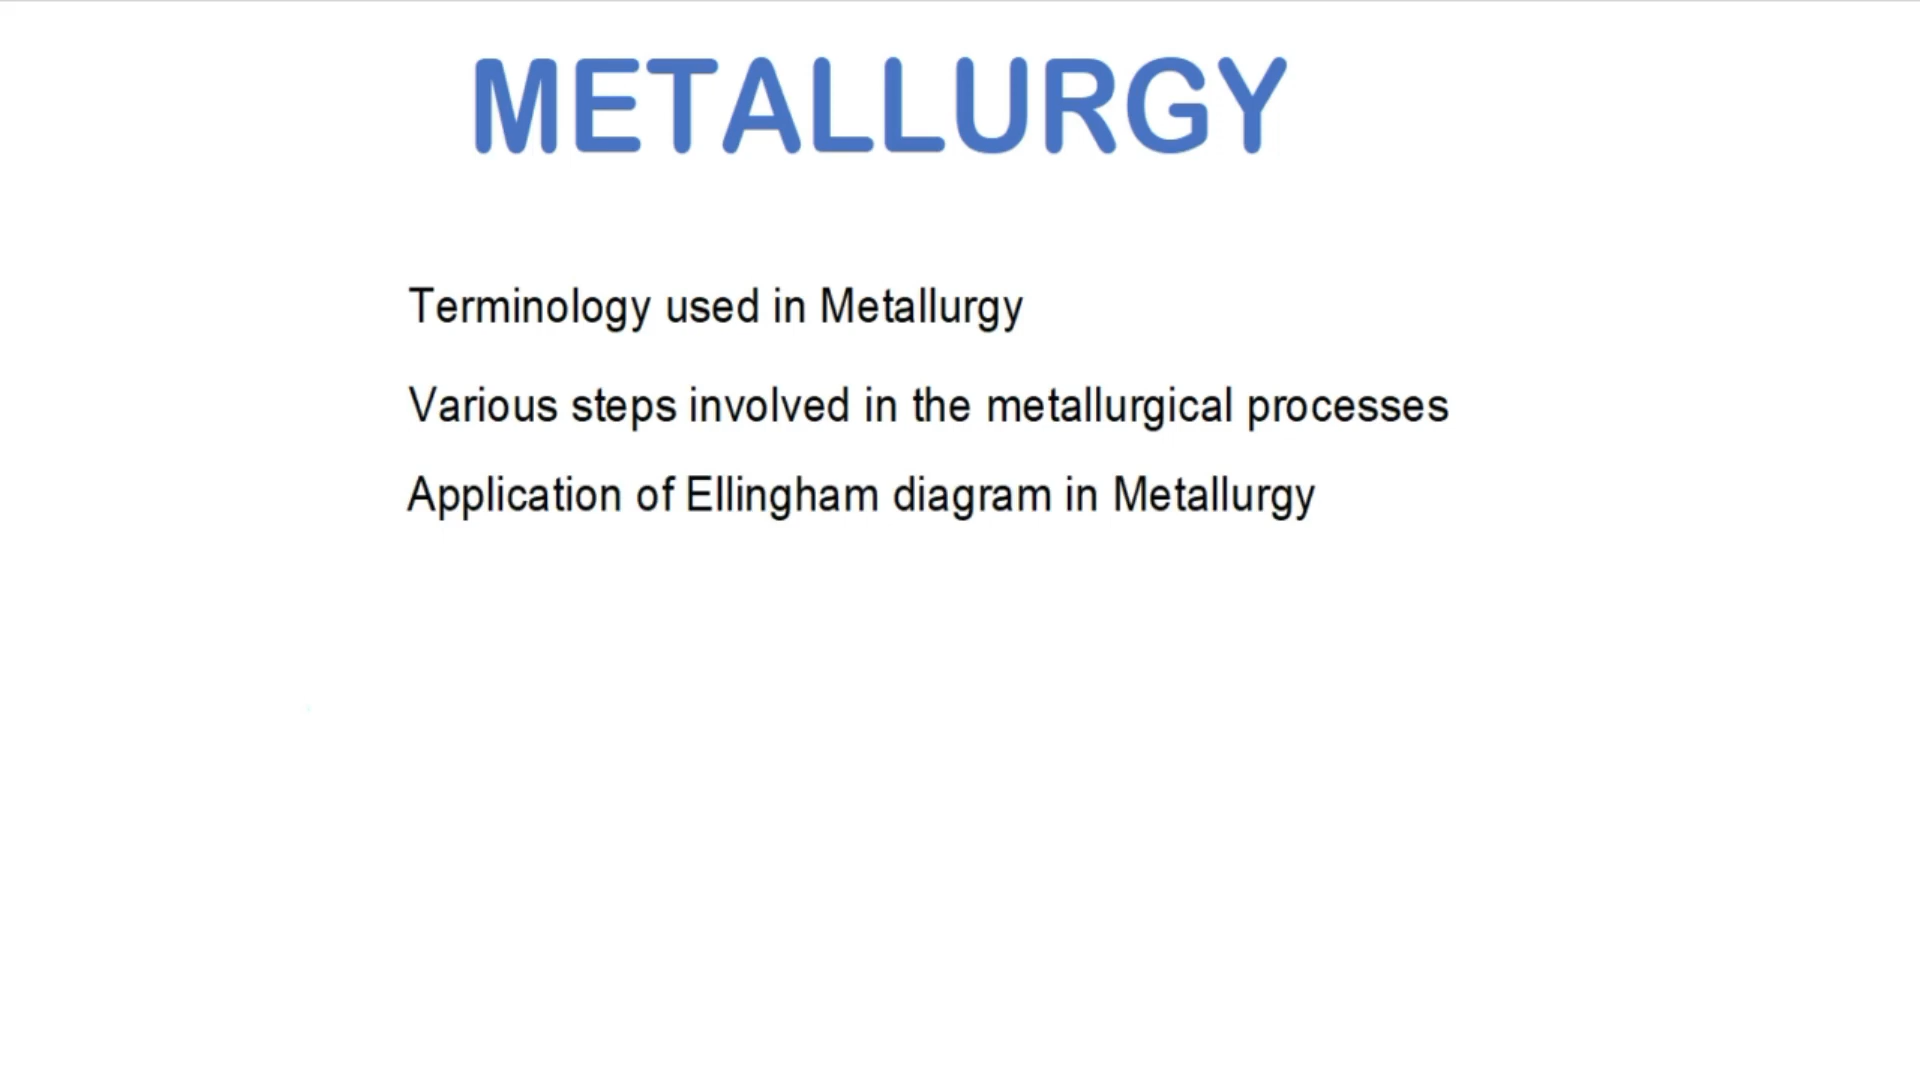 METALLURGY
Terminology used in Metallurgy
Various steps involved in the metallurgical processes
Application of Ellingham diagram in Metallurgy